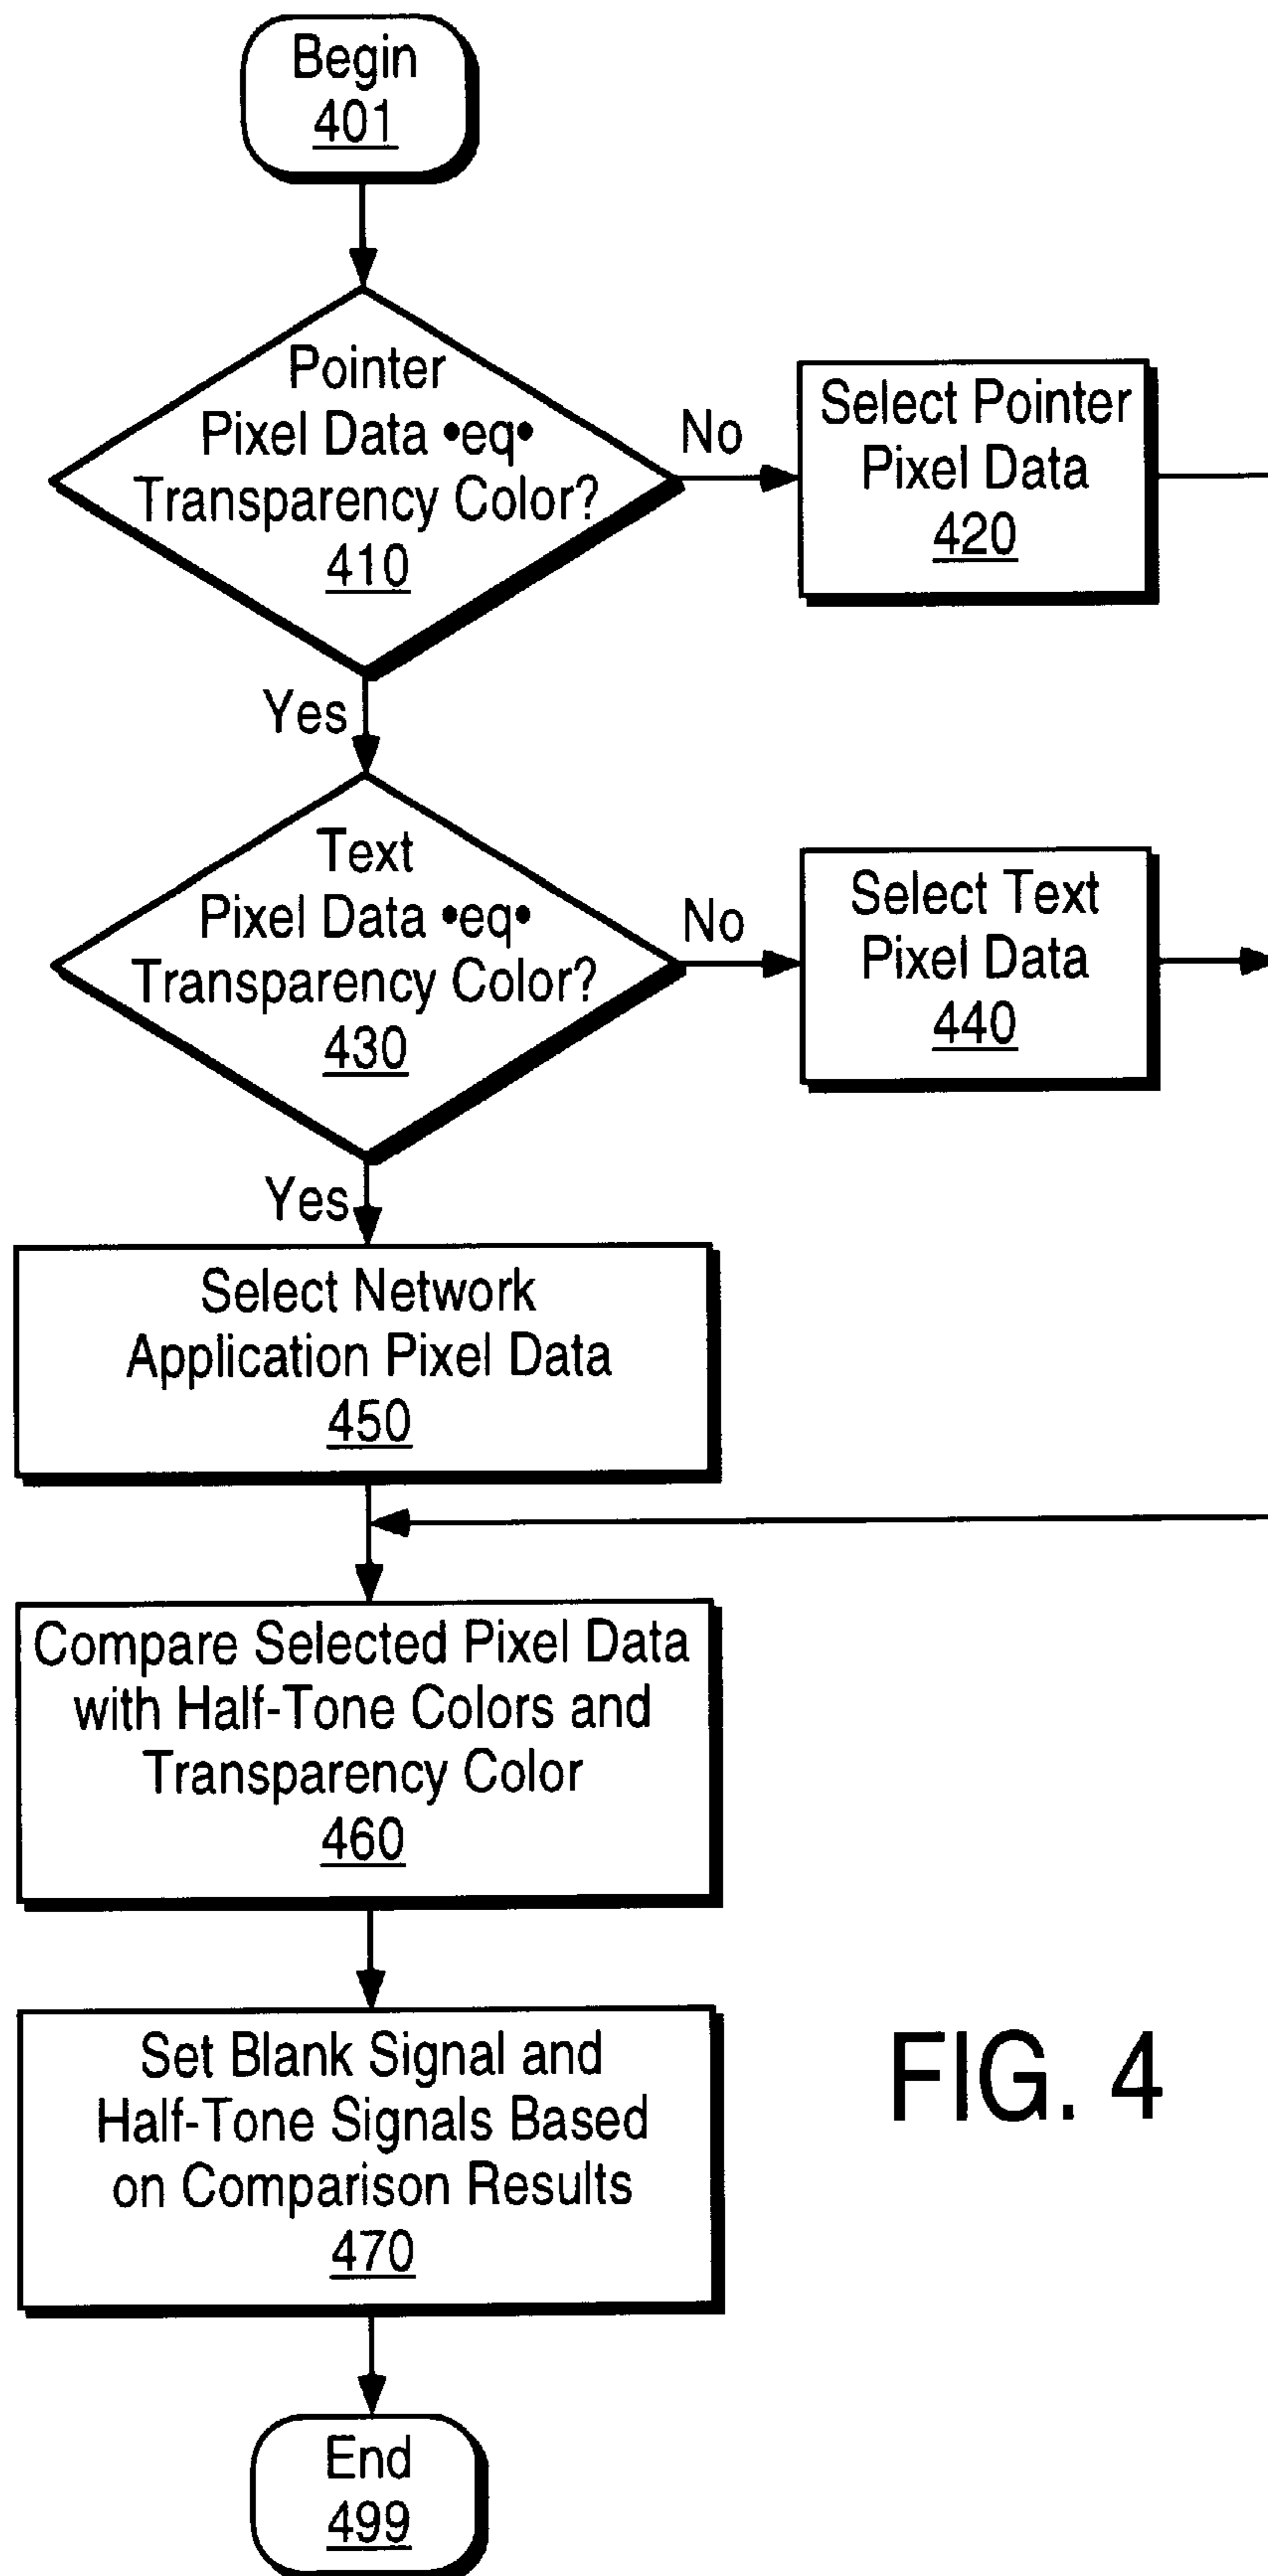 Begin
401
Pointer
Pixel Data •eq•
Transparency Color?
410
No
Select Pointer
Pixel Data
420
Yes
Text
Pixel Data •eq•
Transparency Color?
430
No
Select Text
Pixel Data
440
Yes
Select Network
Application Pixel Data
450
Compare Selected Pixel Data
with Half-Tone Colors and
Transparency Color
460
Set Blank Signal and
Half-Tone Signals Based
on Comparison Results
470
FIG. 4
End
499